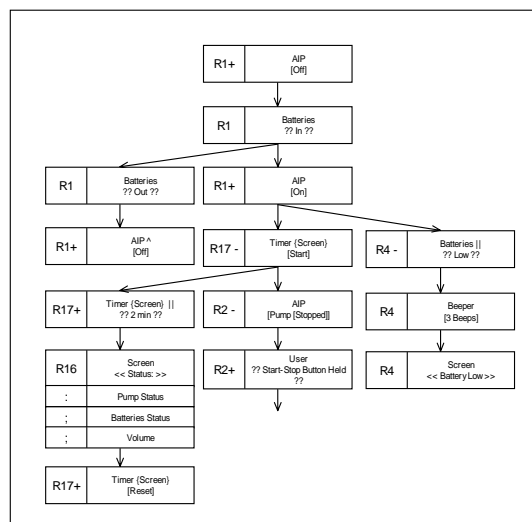 R1+ AIP
[Off]
R1 Batteries
?? In ??
R1 Batteries
?? Out ??
R1+ AIP
[On]
R1+ AIP ^
[Off]
R17 - Timer {Screen}
[Start]
R4 - Batteries ||
?? Low ??
R17+ Timer {Screen} ||
?? 2 min ??
R2 - AIP
[Pump [Stopped]]
R4 Beeper
[3 Beeps]
R16 Screen
<< Status: >>
: Pump Status
; Batteries Status
; Volume
R2+ User
?? Start-Stop Button Held
??
R4 Screen
<< Battery Low >>
R17+ Timer {Screen}
[Reset]